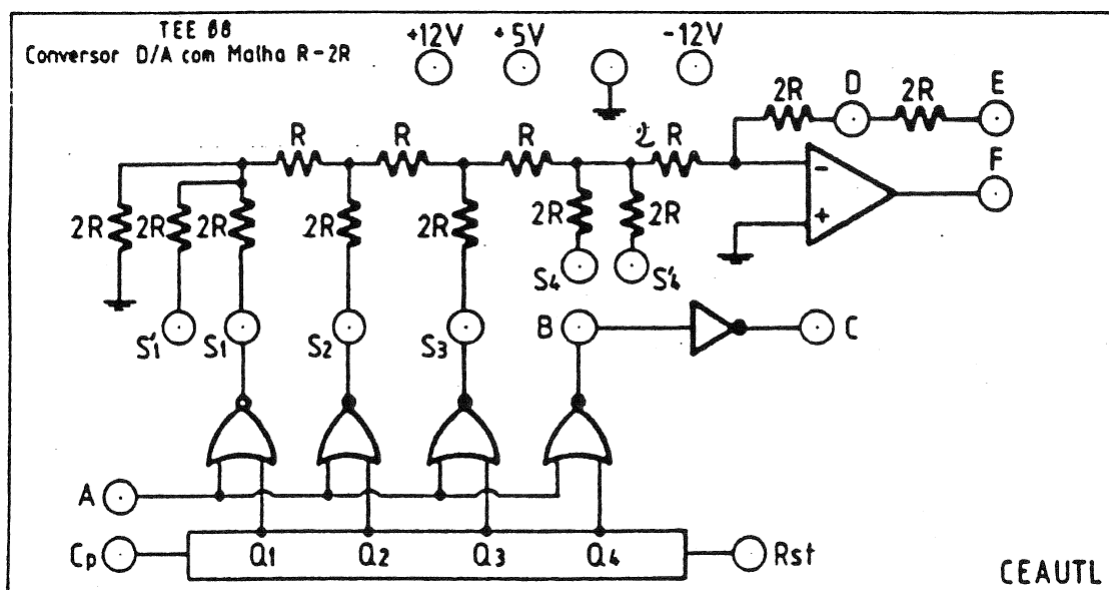 TEE 08
Conversor D/A com Malha R-2R
+12V +5V -12V
D E
2R 2R
R R R 2 R
F
- +
2R 2R 2R 2R 2R 2R 2R
S4 S'4
S'1 S1 S2 S3 B C
A
Cp Q1 Q2 Q3 Q4 Rst
CEAUTL